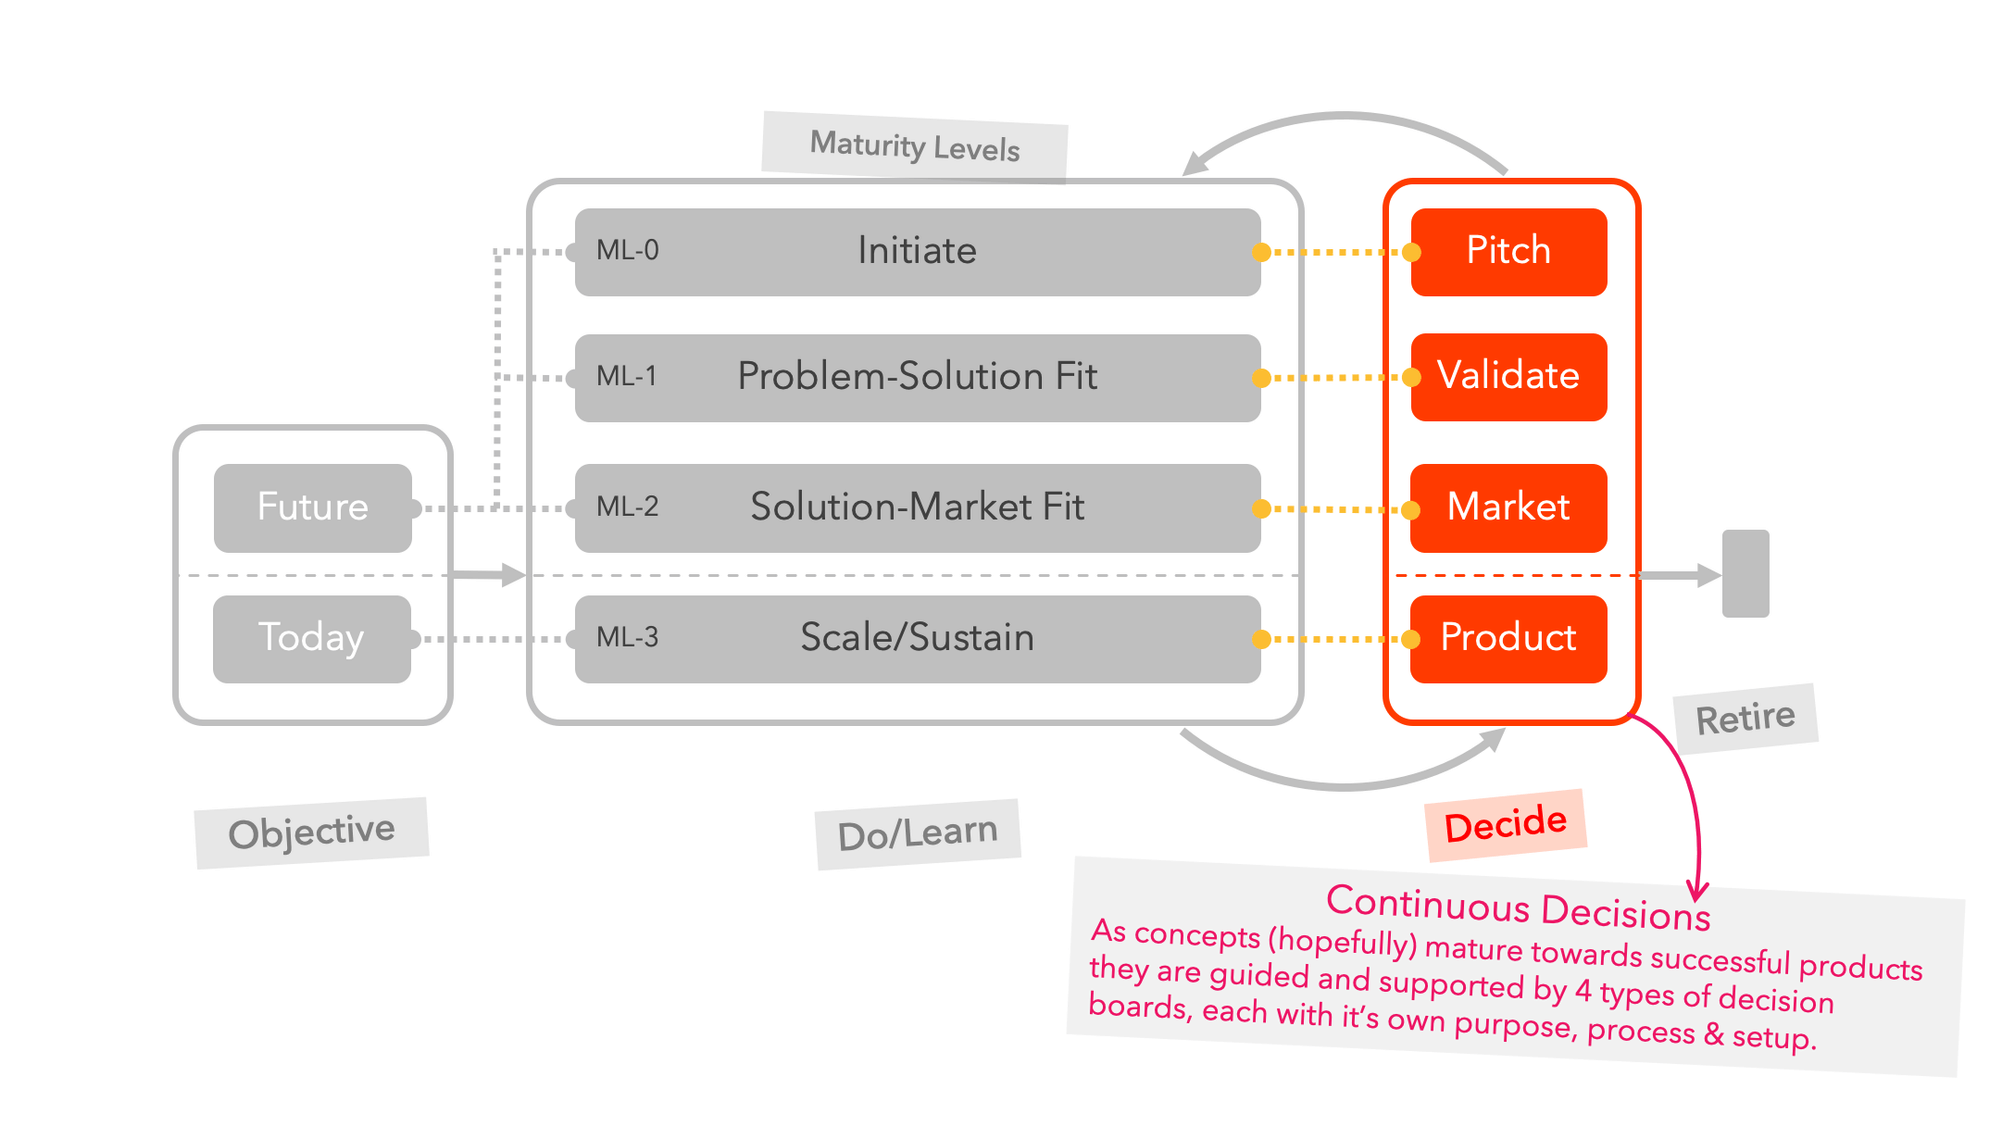 Maturity Levels
ML-0 Initiate
Pitch
ML-1 Problem-Solution Fit
Validate
Future
ML-2 Solution-Market Fit
Market
Today
ML-3 Scale/Sustain
Product
Retire
Objective
Do/Learn
Decide
Continuous Decisions
As concepts (hopefully) mature towards successful products
they are guided and supported by 4 types of decision
boards, each with it's own purpose, process & setup.